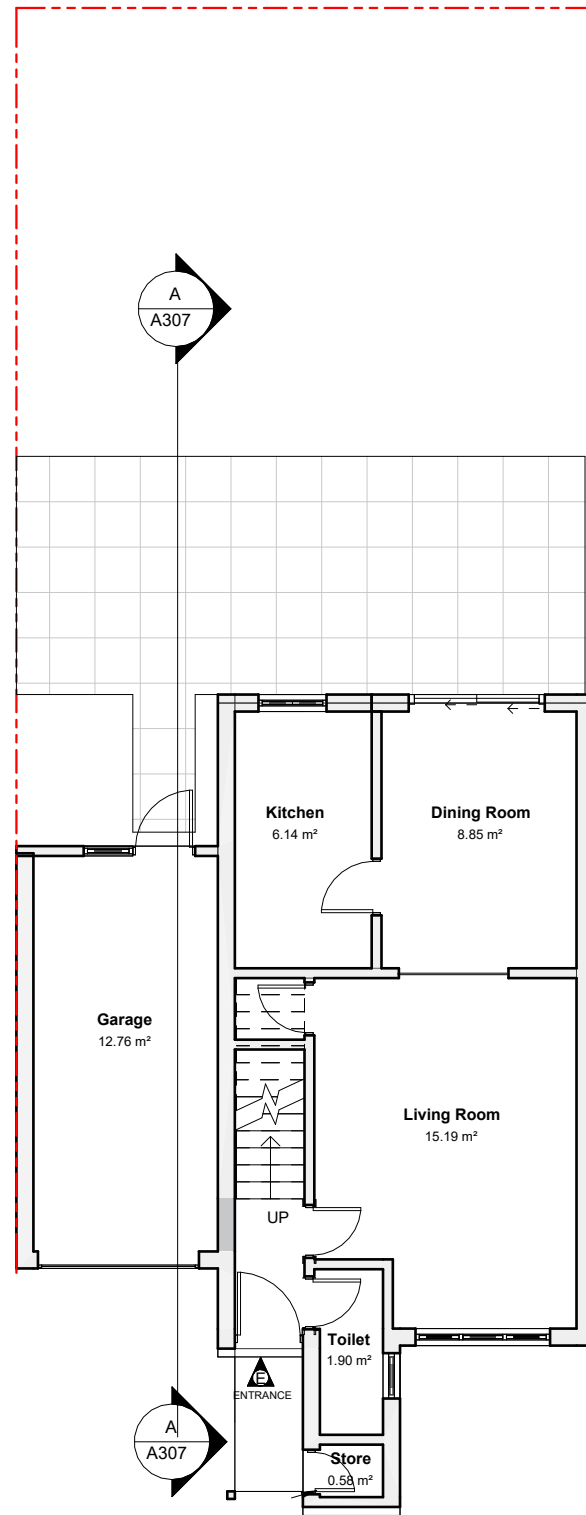 A
A307
Kitchen
6.14 m²
Dining Room
8.85 m²
Garage
12.76 m²
Living Room
15.19 m²
UP
Toilet
1.90 m²
E
ENTRANCE
A
A307
Store
0.58 m²